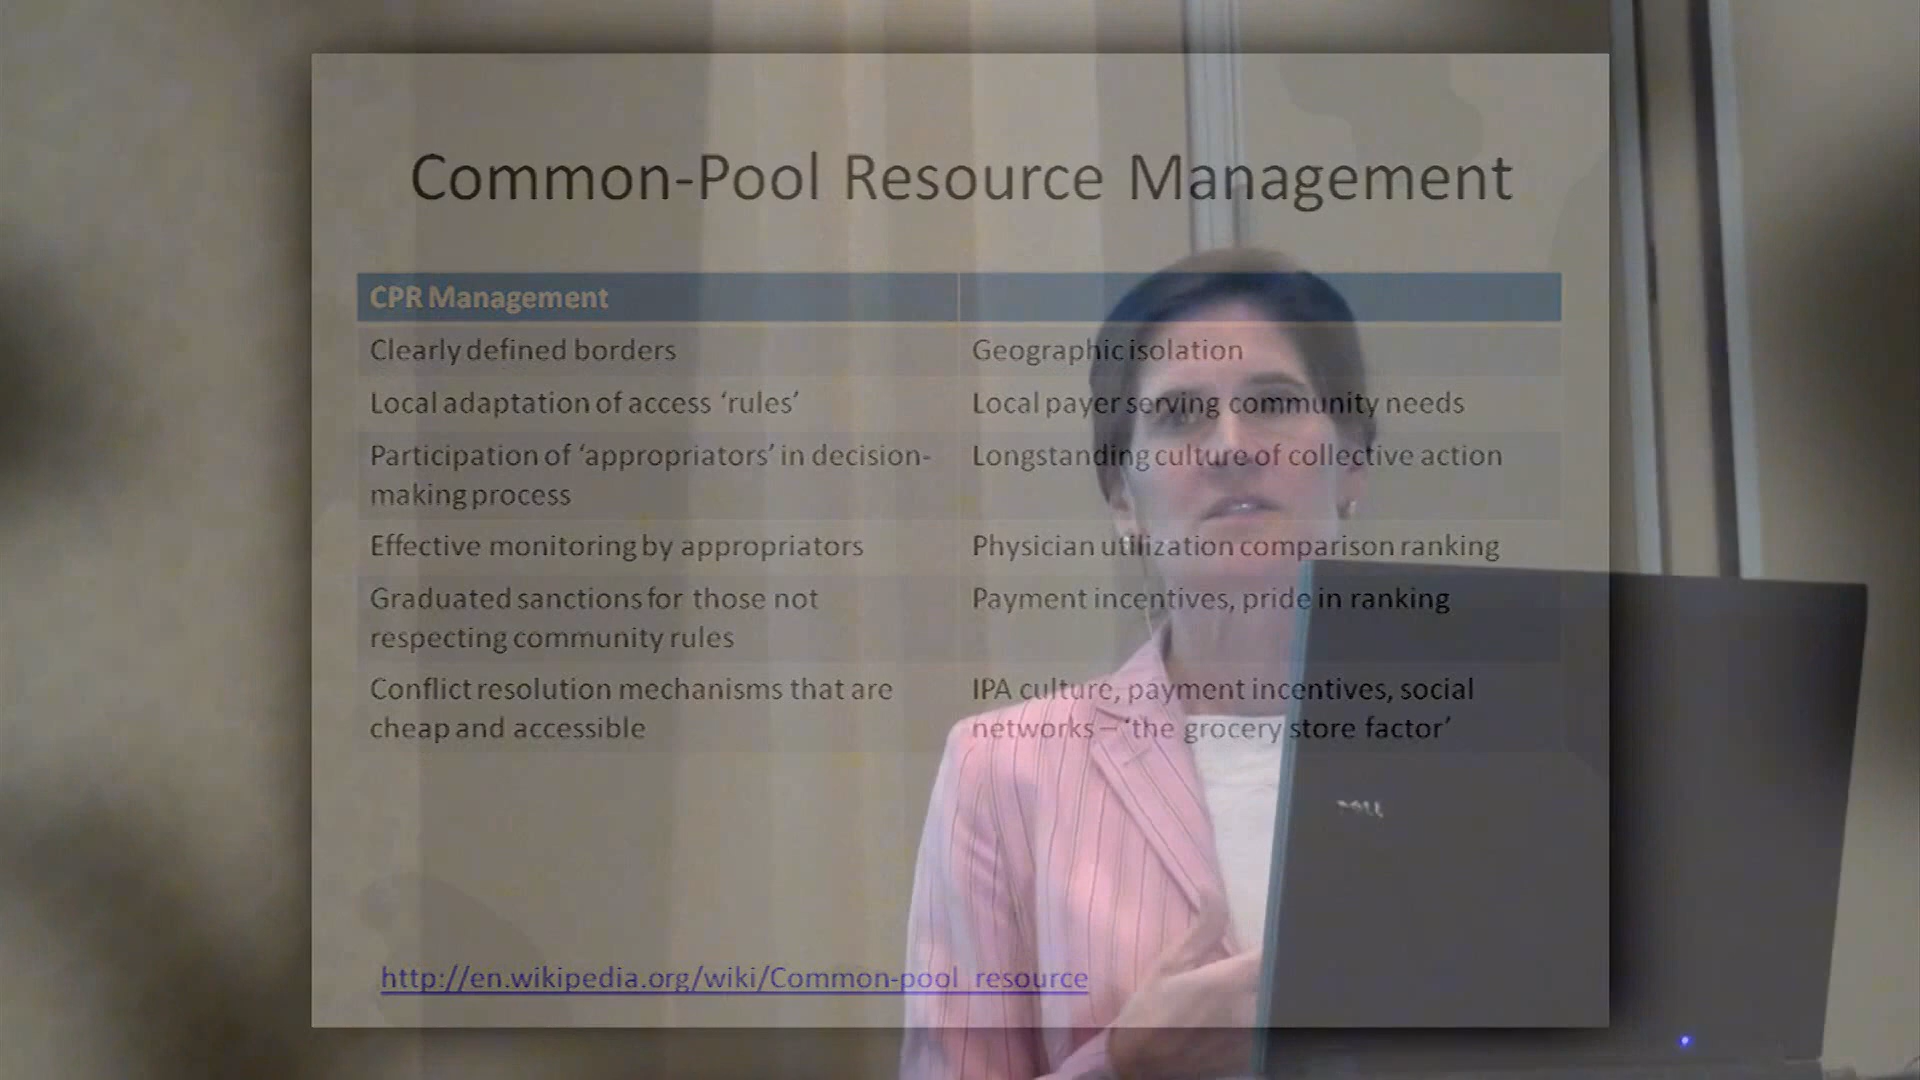 Common-Pool Resource Management
CPR Management
Clearly defined borders
Geographic isolation
Local adaptation of access ‘rules’
Local payer serving community needs
Participation of ‘appropriators’ in decision-
making process
Longstanding culture of collective action
Effective monitoring by appropriators
Physician utilization comparison ranking
Graduated sanctions for those not
respecting community rules
Payment incentives, pride in ranking
Conflict resolution mechanisms that are
cheap and accessible
IPA culture, payment incentives, social
networks – ‘the grocery store factor’
DELL
http://en.wikipedia.org/wiki/Common-pool_resource